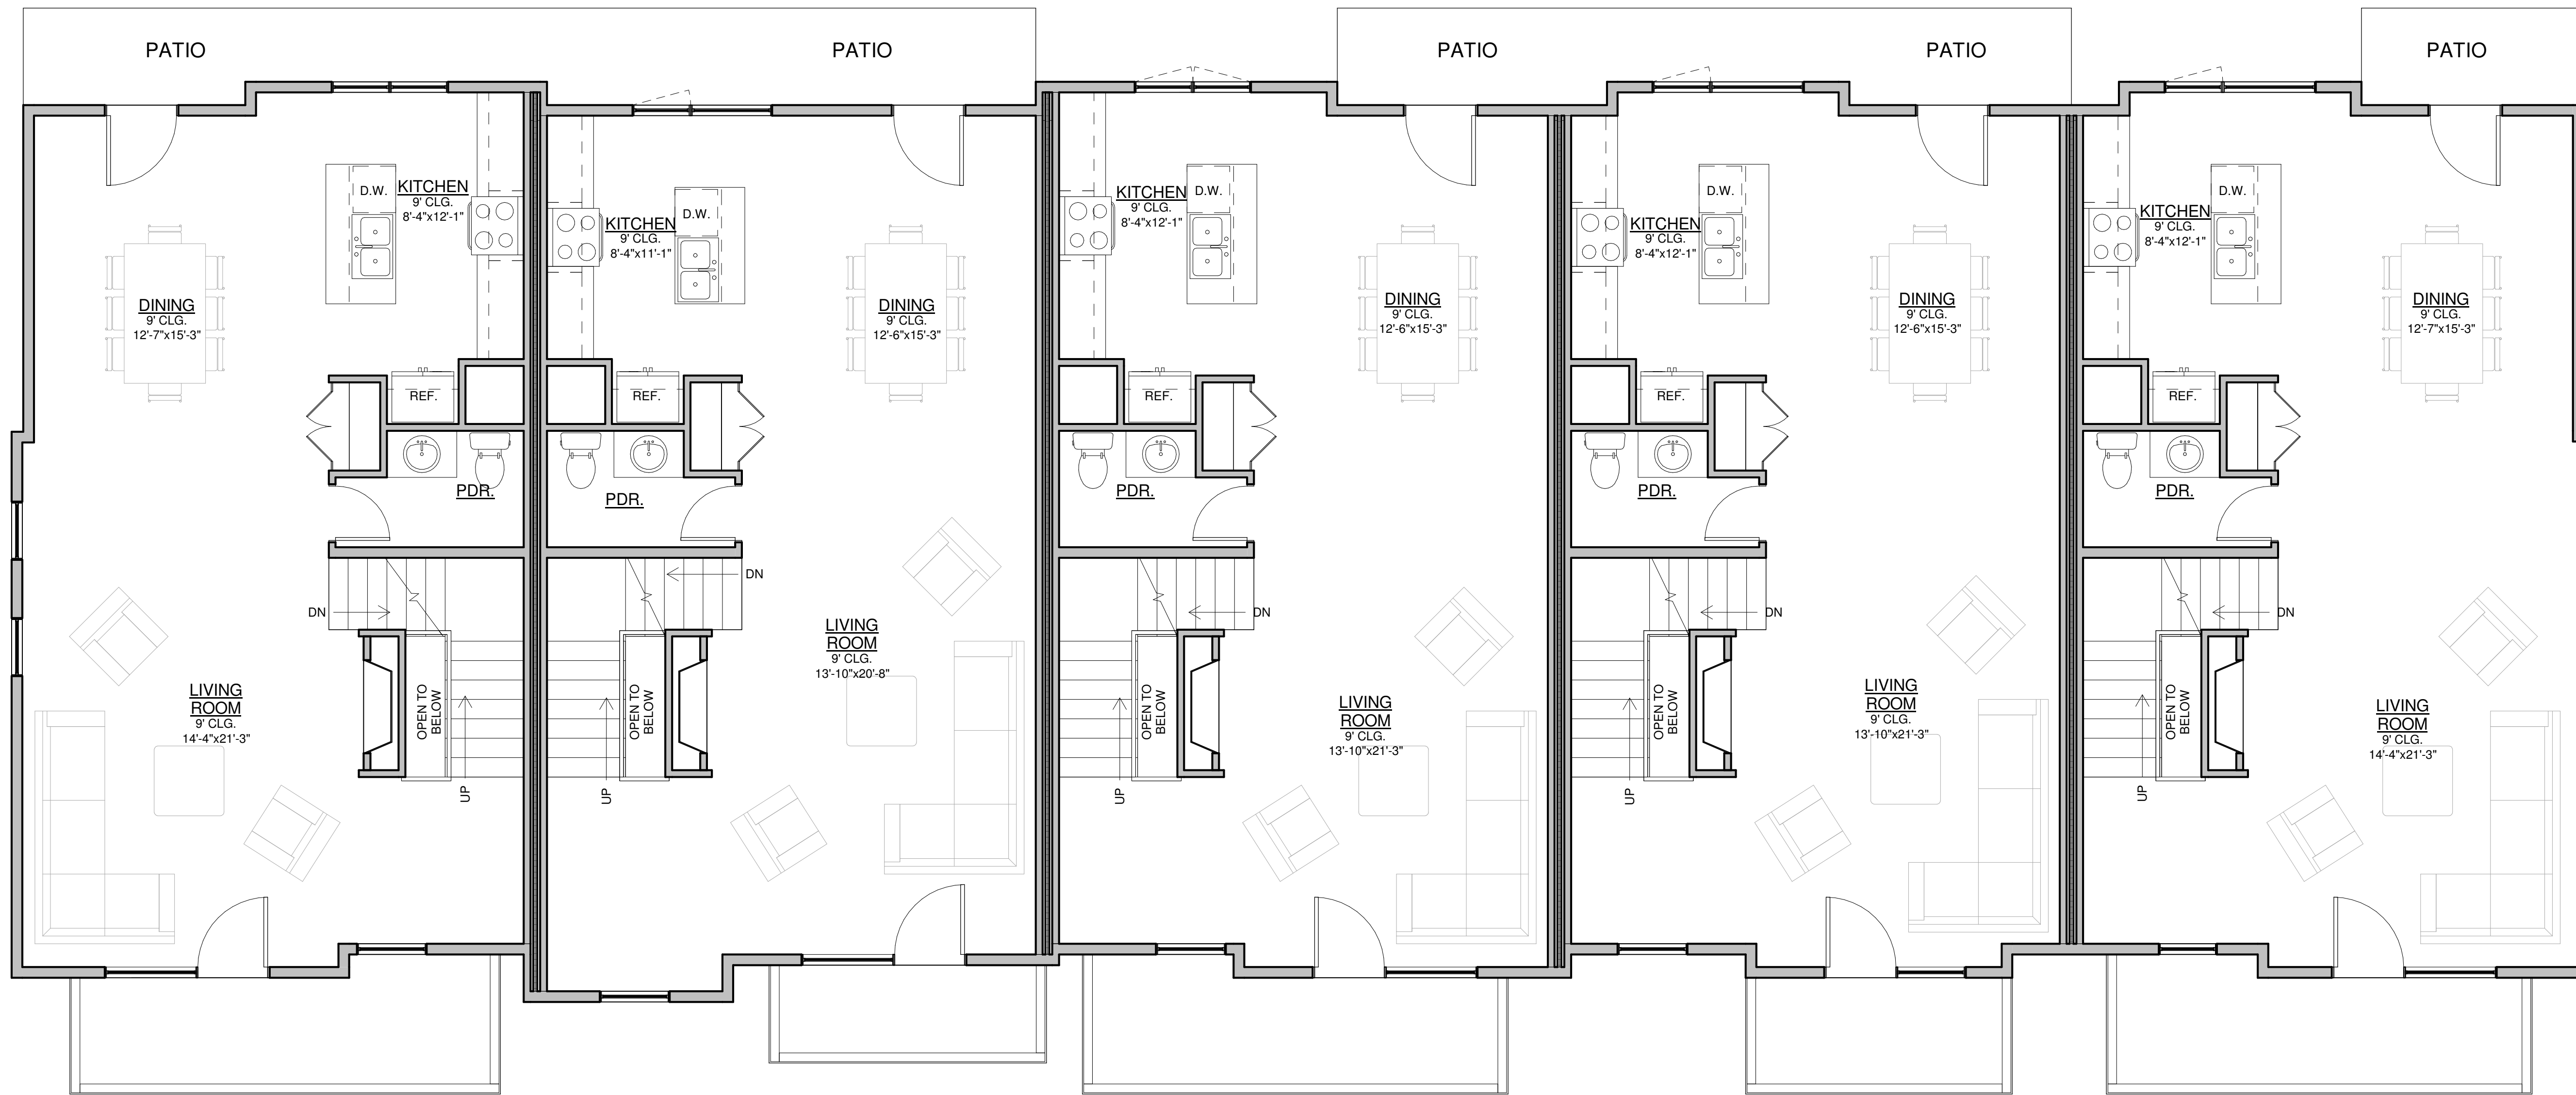 PATIO
PATIO
PATIO
PATIO
PATIO
D.W.
KITCHEN
9' CLG.
8'-4"x12'-1"
DINING
9' CLG.
12'-7"x15'-3"
REF.
PDR.
DN
OPEN TO
BELOW
UP
LIVING
ROOM
9' CLG.
14'-4"x21'-3"
D.W.
KITCHEN
9' CLG.
8'-4"x11'-1"
DINING
9' CLG.
12'-6"x15'-3"
REF.
PDR.
DN
OPEN TO
BELOW
UP
LIVING
ROOM
9' CLG.
13'-10"x20'-8"
D.W.
KITCHEN
9' CLG.
8'-4"x12'-1"
DINING
9' CLG.
12'-6"x15'-3"
REF.
PDR.
DN
OPEN TO
BELOW
UP
LIVING
ROOM
9' CLG.
13'-10"x21'-3"
D.W.
KITCHEN
9' CLG.
8'-4"x12'-1"
DINING
9' CLG.
12'-6"x15'-3"
REF.
PDR.
DN
OPEN TO
BELOW
UP
LIVING
ROOM
9' CLG.
13'-10"x21'-3"
D.W.
KITCHEN
9' CLG.
8'-4"x12'-1"
DINING
9' CLG.
12'-7"x15'-3"
REF.
PDR.
DN
OPEN TO
BELOW
UP
LIVING
ROOM
9' CLG.
14'-4"x21'-3"